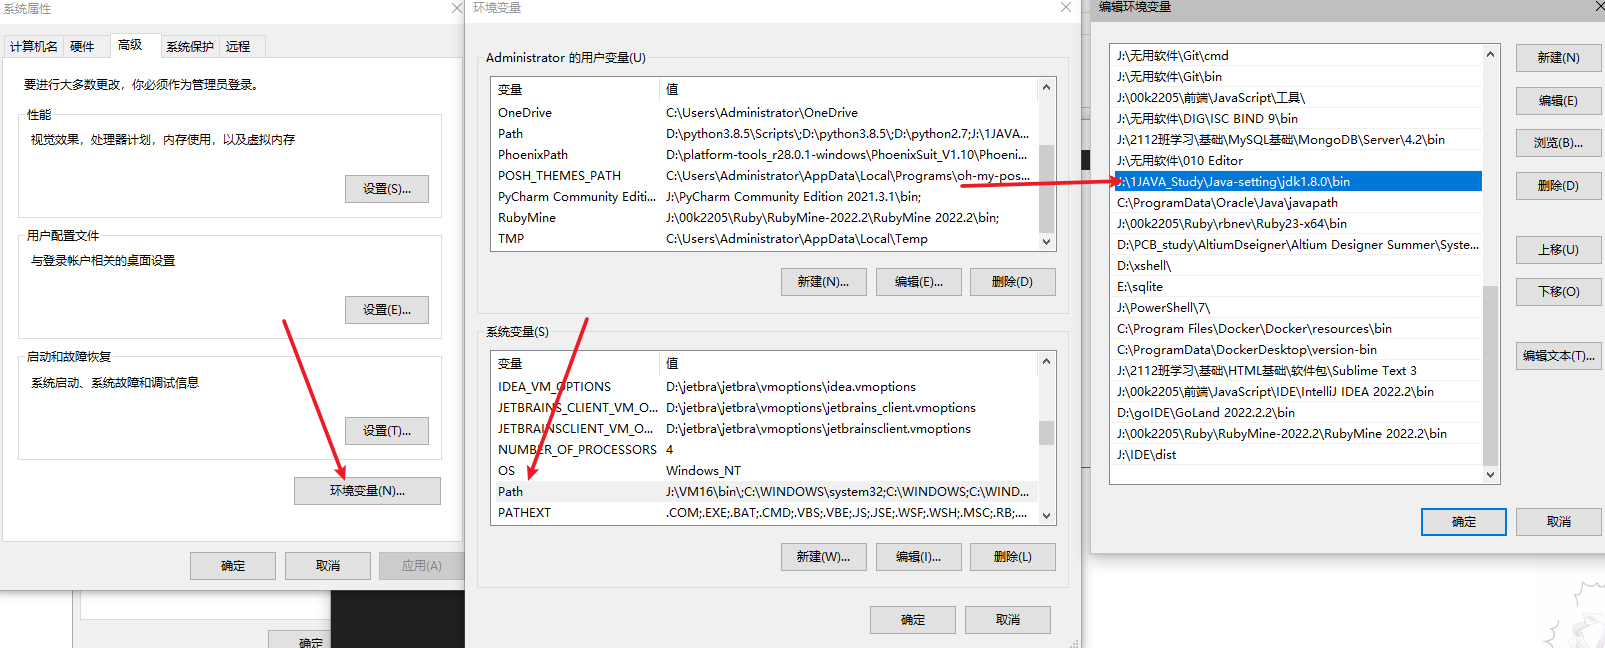 系统属性
计算机名 硬件 高级 系统保护 远程
要进行大多数更改，你必须作为管理员登录。
性能
视觉效果，处理器计划，内存使用，以及虚拟内存
设置(S)...
用户配置文件
与登录帐户相关的桌面设置
设置(E)...
启动和故障恢复
系统启动、系统故障和调试信息
设置(T)...
环境变量(N)...
确定 取消 应用(A)
确定
环境变量
Administrator 的用户变量(U)
变量 值
OneDrive C:\Users\Administrator\OneDrive
Path D:\python3.8.5\Scripts\;D:\python3.8.5\;D:\python2.7;J:\1JAVA...
PhoenixPath D:\platform-tools_r28.0.1-windows\PhoenixSuit_V1.10\Phoeni...
POSH_THEMES_PATH C:\Users\Administrator\AppData\Local\Programs\oh-my-pos...
PyCharm Community Editi... J:\PyCharm Community Edition 2021.3.1\bin;
RubyMine J:\00k2205\Ruby\RubyMine-2022.2\RubyMine 2022.2\bin;
TMP C:\Users\Administrator\AppData\Local\Temp
新建(N)... 编辑(E)... 删除(D)
系统变量(S)
变量 值
IDEA_VM_OPTIONS D:\jetbra\jetbra\vmoptions\idea.vmoptions
JETBRAINS_CLIENT_VM_O... D:\jetbra\jetbra\vmoptions\jetbrains_client.vmoptions
JETBRAINSCLIENT_VM_O... D:\jetbra\jetbra\vmoptions\jetbrainsclient.vmoptions
NUMBER_OF_PROCESSORS 4
OS Windows_NT
Path J:\VM16\bin\;C:\WINDOWS\system32;C:\WINDOWS;C:\WIND...
PATHEXT .COM;.EXE;.BAT;.CMD;.VBS;.VBE;.JS;.JSE;.WSF;.WSH;.MSC;.RB;....
新建(W)... 编辑(I)... 删除(L)
确定 取消
编辑环境变量
J:\无用软件\Git\cmd
J:\无用软件\Git\bin
J:\00k2205\前端\JavaScript\工具\
J:\无用软件\DIG\ISC BIND 9\bin
J:\2112班学习\基础\MySQL基础\MongoDB\Server\4.2\bin
J:\无用软件\010 Editor
J:\1JAVA_Study\Java-setting\jdk1.8.0\bin
C:\ProgramData\Oracle\Java\javapath
J:\00k2205\Ruby\rbnev\Ruby23-x64\bin
D:\PCB_study\AltiumDseigner\Altium Designer Summer\Syste...
D:\xshell\
E:\sqlite
J:\PowerShell\7\
C:\Program Files\Docker\Docker\resources\bin
C:\ProgramData\DockerDesktop\version-bin
J:\2112班学习\基础\HTML基础\软件包\Sublime Text 3
J:\00k2205\前端\JavaScript\IDE\IntelliJ IDEA 2022.2\bin
D:\goIDE\GoLand 2022.2.2\bin
J:\00k2205\Ruby\RubyMine-2022.2\RubyMine 2022.2\bin
J:\IDE\dist
新建(N)
编辑(E)
浏览(B)...
删除(D)
上移(U)
下移(O)
编辑文本(T)...
确定 取消